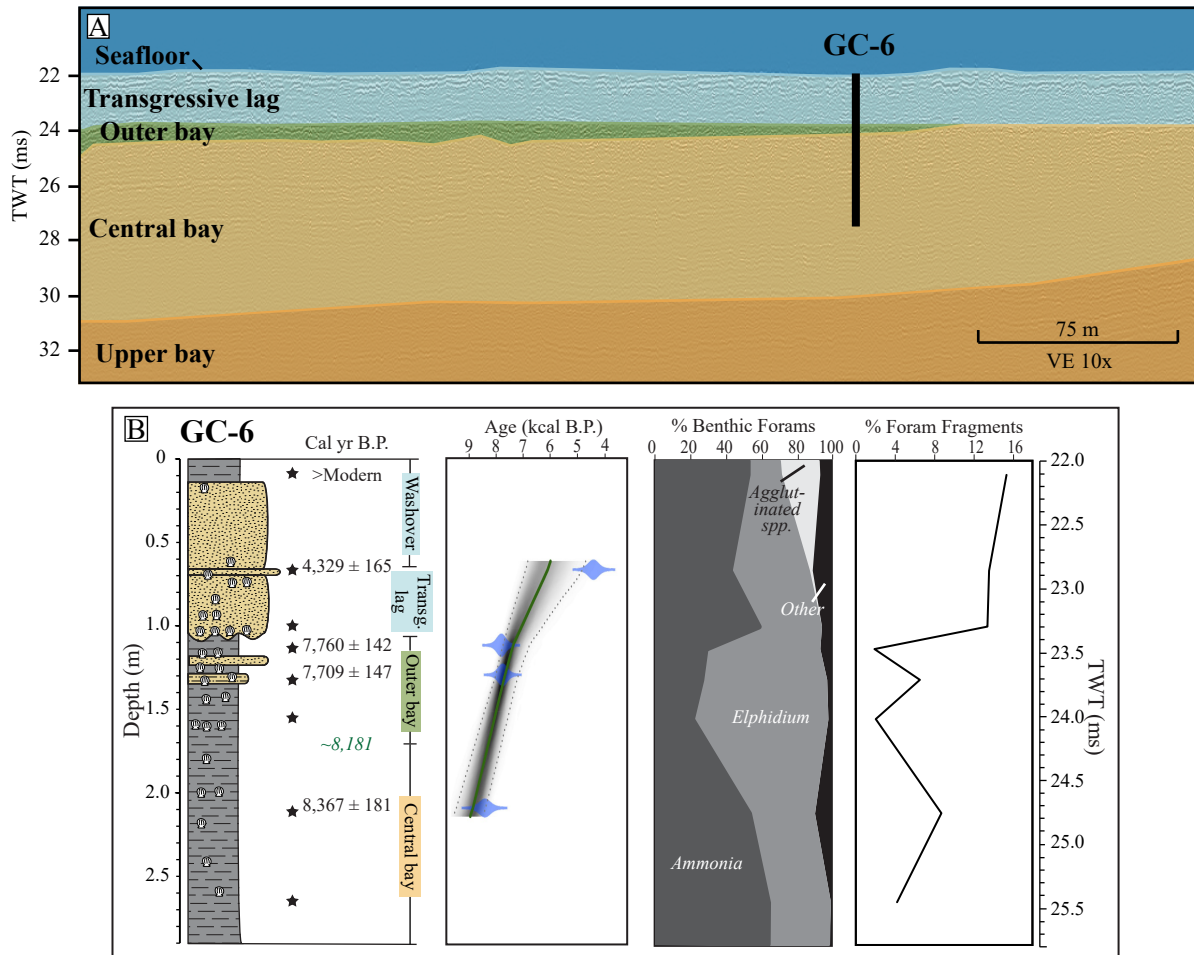 A
GC-6
Seafloor
22
Transgressive lag
24
Outer bay
26
Central bay
28
30
32
Upper bay
TWT (ms)
75 m
VE 10x
B
GC-6
Cal yr B.P.
Age (kcal B.P.)
9 8 7 6 5 4
% Benthic Forams
0 20 40 60 80 100
% Foram Fragments
0 4 8 12 16
Depth (m)
0
0.5
1.0
1.5
2.0
2.5
>Modern
4,329 ± 165
7,760 ± 142
7,709 ± 147
~8,181
8,367 ± 181
Washover
Transg.
lag
Outer bay
Central bay
Agglut-
inated
spp.
Other
Elphidium
Ammonia
22.0
22.5
23.0
23.5
24.0
24.5
25.0
25.5
TWT (ms)